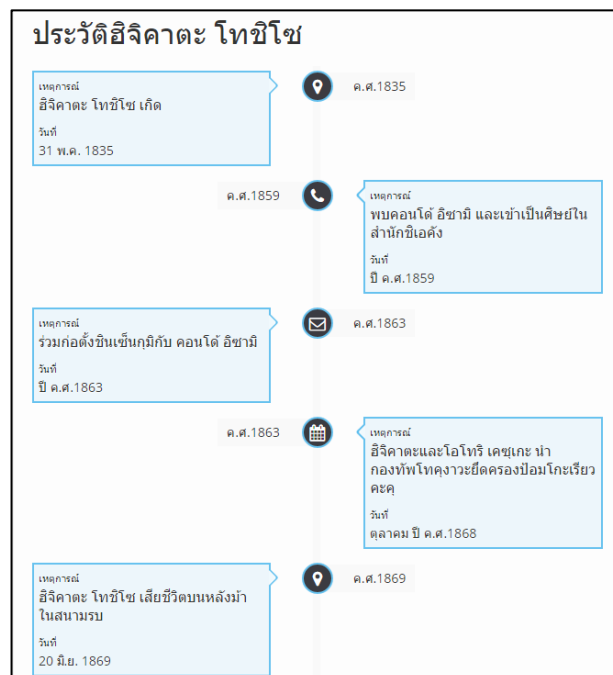 ประวัติฮิจิคาตะ โทชิโซ
เหตุการณ์
ฮิจิคาตะ โทชิโซ เกิด
วันที่
31 พ.ค. 1835
ค.ศ.1835
ค.ศ.1859
เหตุการณ์
พบคอนโด้ อิซามิ และเข้าเป็นศิษย์ใน
สำนักชิเอคัง
วันที่
ปี ค.ศ.1859
เหตุการณ์
ร่วมก่อตั้งชินเซ็นกุมิกับ คอนโด้ อิซามิ
วันที่
ปี ค.ศ.1863
ค.ศ.1863
ค.ศ.1863
เหตุการณ์
ฮิจิคาตะและโอโทริ เคซุเกะ นำ
กองทัพโทคุงาวะยึดครองป้อมโกะเรียว
คะคุ
วันที่
ตุลาคม ปี ค.ศ.1868
เหตุการณ์
ฮิจิคาตะ โทชิโซ เสียชีวิตบนหลังม้า
ในสนามรบ
วันที่
20 มิ.ย. 1869
ค.ศ.1869